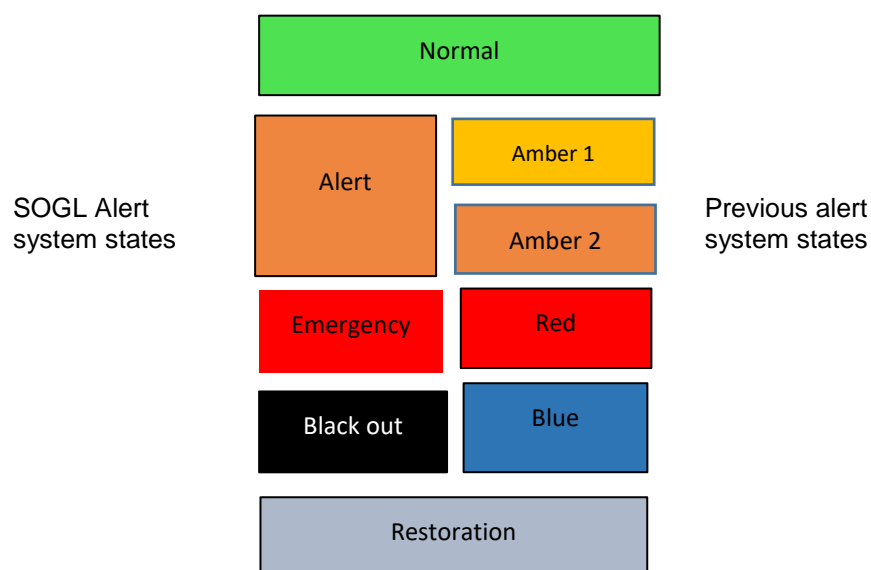 Normal
Alert
Amber 1
SOGL Alert
system states
Previous alert
system states
Amber 2
Emergency
Red
Black out
Blue
Restoration